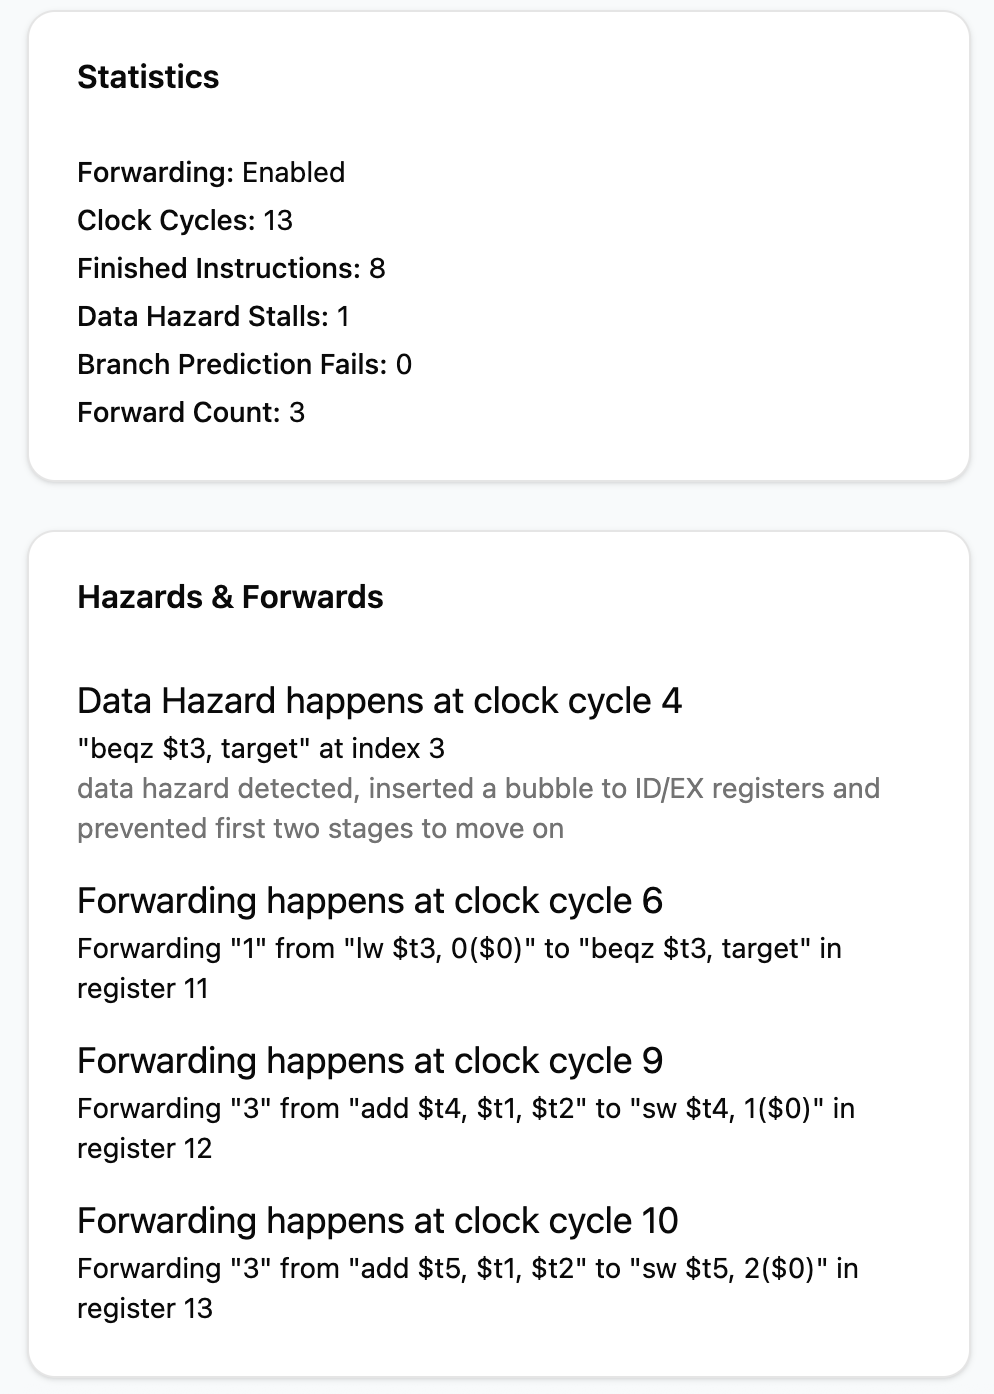 Statistics
Forwarding: Enabled
Clock Cycles: 13
Finished Instructions: 8
Data Hazard Stalls: 1
Branch Prediction Fails: 0
Forward Count: 3
Hazards & Forwards
Data Hazard happens at clock cycle 4
"beqz $t3, target" at index 3
data hazard detected, inserted a bubble to ID/EX registers and
prevented first two stages to move on
Forwarding happens at clock cycle 6
Forwarding "1" from "lw $t3, 0($0)" to "beqz $t3, target" in
register 11
Forwarding happens at clock cycle 9
Forwarding "3" from "add $t4, $t1, $t2" to "sw $t4, 1($0)" in
register 12
Forwarding happens at clock cycle 10
Forwarding "3" from "add $t5, $t1, $t2" to "sw $t5, 2($0)" in
register 13